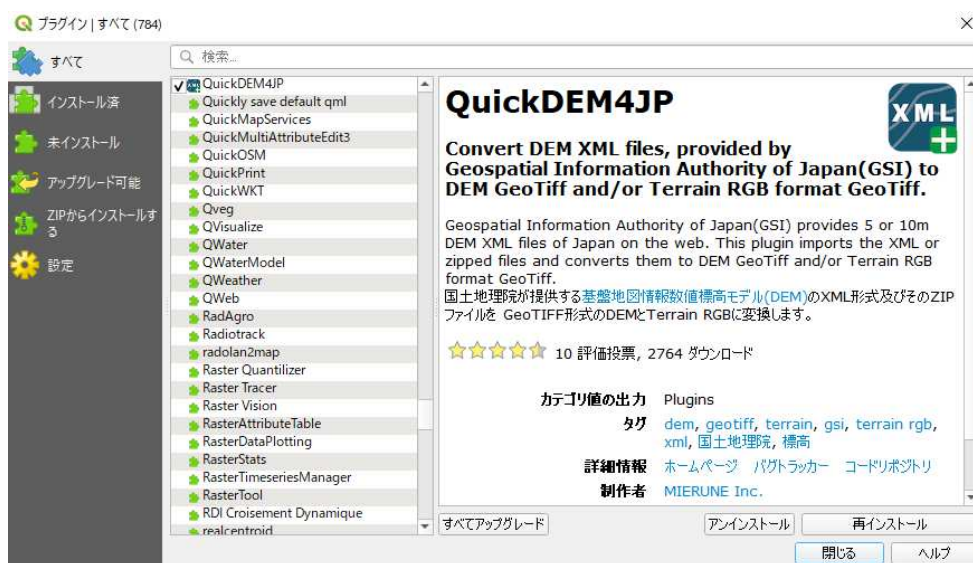 プラグイン | すべて (784)
すべて
インストール済
未インストール
アップグレード可能
ZIPからインストールす
る
設定
検索...
QuickDEM4JP
Quickly save default qml
QuickMapServices
QuickMultiAttributeEdit3
QuickOSM
QuickPrint
QuickWKT
Qveg
QVisualize
QWater
QWaterModel
QWeather
QWeb
RadAgro
Radiotrack
radolan2map
Raster Quantilizer
Raster Tracer
Raster Vision
RasterAttributeTable
RasterDataPlotting
RasterStats
RasterTimeseriesManager
RasterTool
RDI Croisement Dynamique
realcentroid
QuickDEM4JP
XML
Convert DEM XML files, provided by
Geospatial Information Authority of Japan(GSI) to
DEM GeoTiff and/or Terrain RGB format GeoTiff.
Geospatial Information Authority of Japan(GSI) provides 5 or 10m
DEM XML files of Japan on the web. This plugin imports the XML or
zipped files and converts them to DEM GeoTiff and/or Terrain RGB
format GeoTiff.
国土地理院が提供する基盤地図情報数値標高モデル(DEM)のXML形式及びそのZIP
ファイルを GeoTIFF形式のDEMとTerrain RGBに変換します。
10 評価投票, 2764 ダウンロード
カテゴリ値の出力 Plugins
タグ dem, geotiff, terrain, gsi, terrain rgb,
xml, 国土地理院, 標高
詳細情報 ホームページ バグトラッカー コードリポジトリ
制作者 MIERUNE Inc.
すべてアップグレード アンインストール 再インストール
閉じる ヘルプ